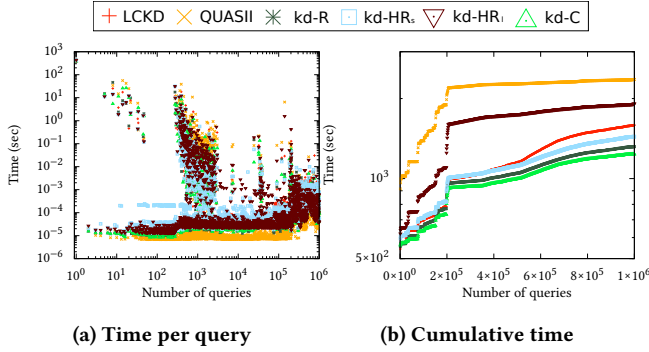 LCKD QUASII kd-R kd-HRₛ kd-HRₗ kd-C
10³
10²
10¹
10⁰
10⁻¹
10⁻²
10⁻³
10⁻⁴
10⁻⁵
10⁻⁶
Time (sec)
10⁰ 10¹ 10² 10³ 10⁴ 10⁵ 10⁶
Number of queries
(a) Time per query
Time (sec)
10³
5×10²
0×10⁰ 2×10⁵ 4×10⁵ 6×10⁵ 8×10⁵ 1×10⁶
Number of queries
(b) Cumulative time